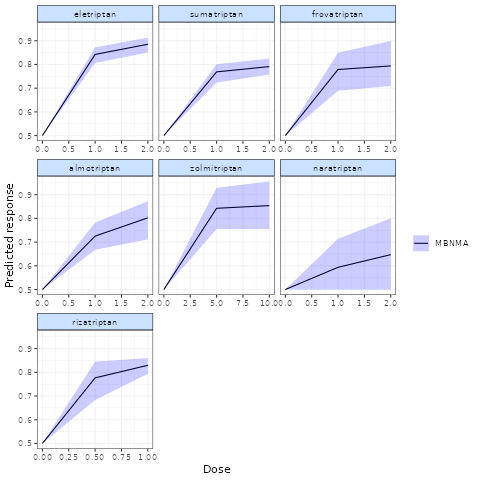 eletriptan sumatriptan frovatriptan
0.9
0.8
0.7
0.6
0.5
0.0 0.5 1.0 1.5 2.0 0.0 0.5 1.0 1.5 2.0 0.0 0.5 1.0 1.5 2.0
almotriptan zolmitriptan naratriptan
0.9
0.8
0.7
0.6
0.5
0.0 0.5 1.0 1.5 2.0 0.0 2.5 5.0 7.5 10.0 0.0 0.5 1.0 1.5 2.0
rizatriptan
0.9
0.8
0.7
0.6
0.5
0.00 0.25 0.50 0.75 1.00
Predicted response
Dose
MBNMA